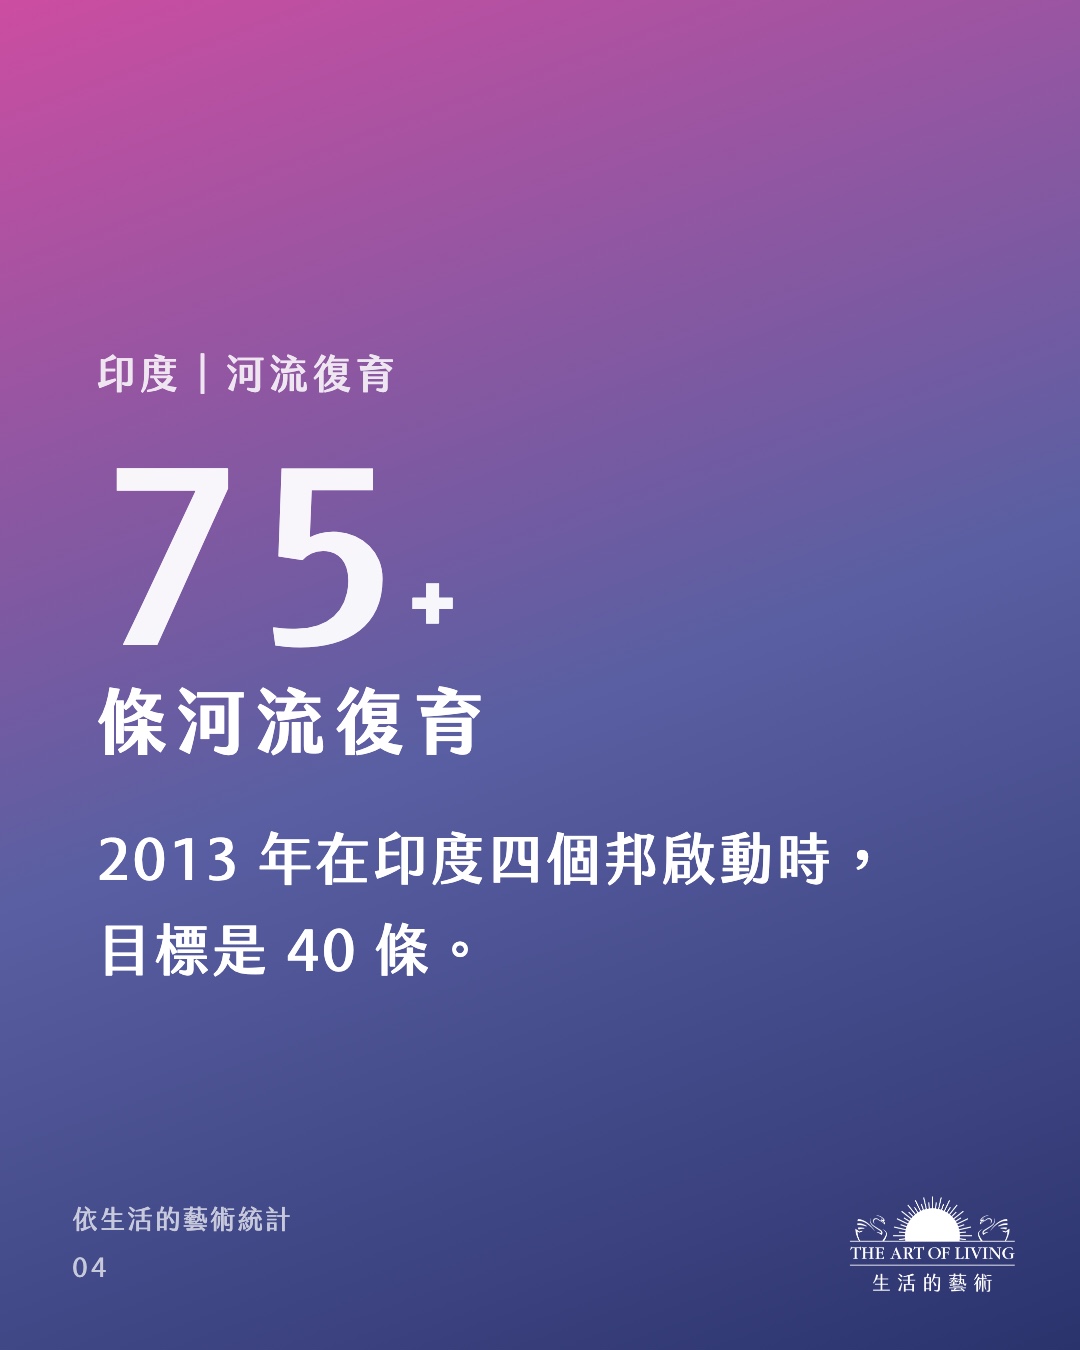 印度｜河流復育
75+
條河流復育
2013 年在印度四個邦啟動時，
目標是 40 條。
依生活的藝術統計
04
THE ART OF LIVING
生活的藝術